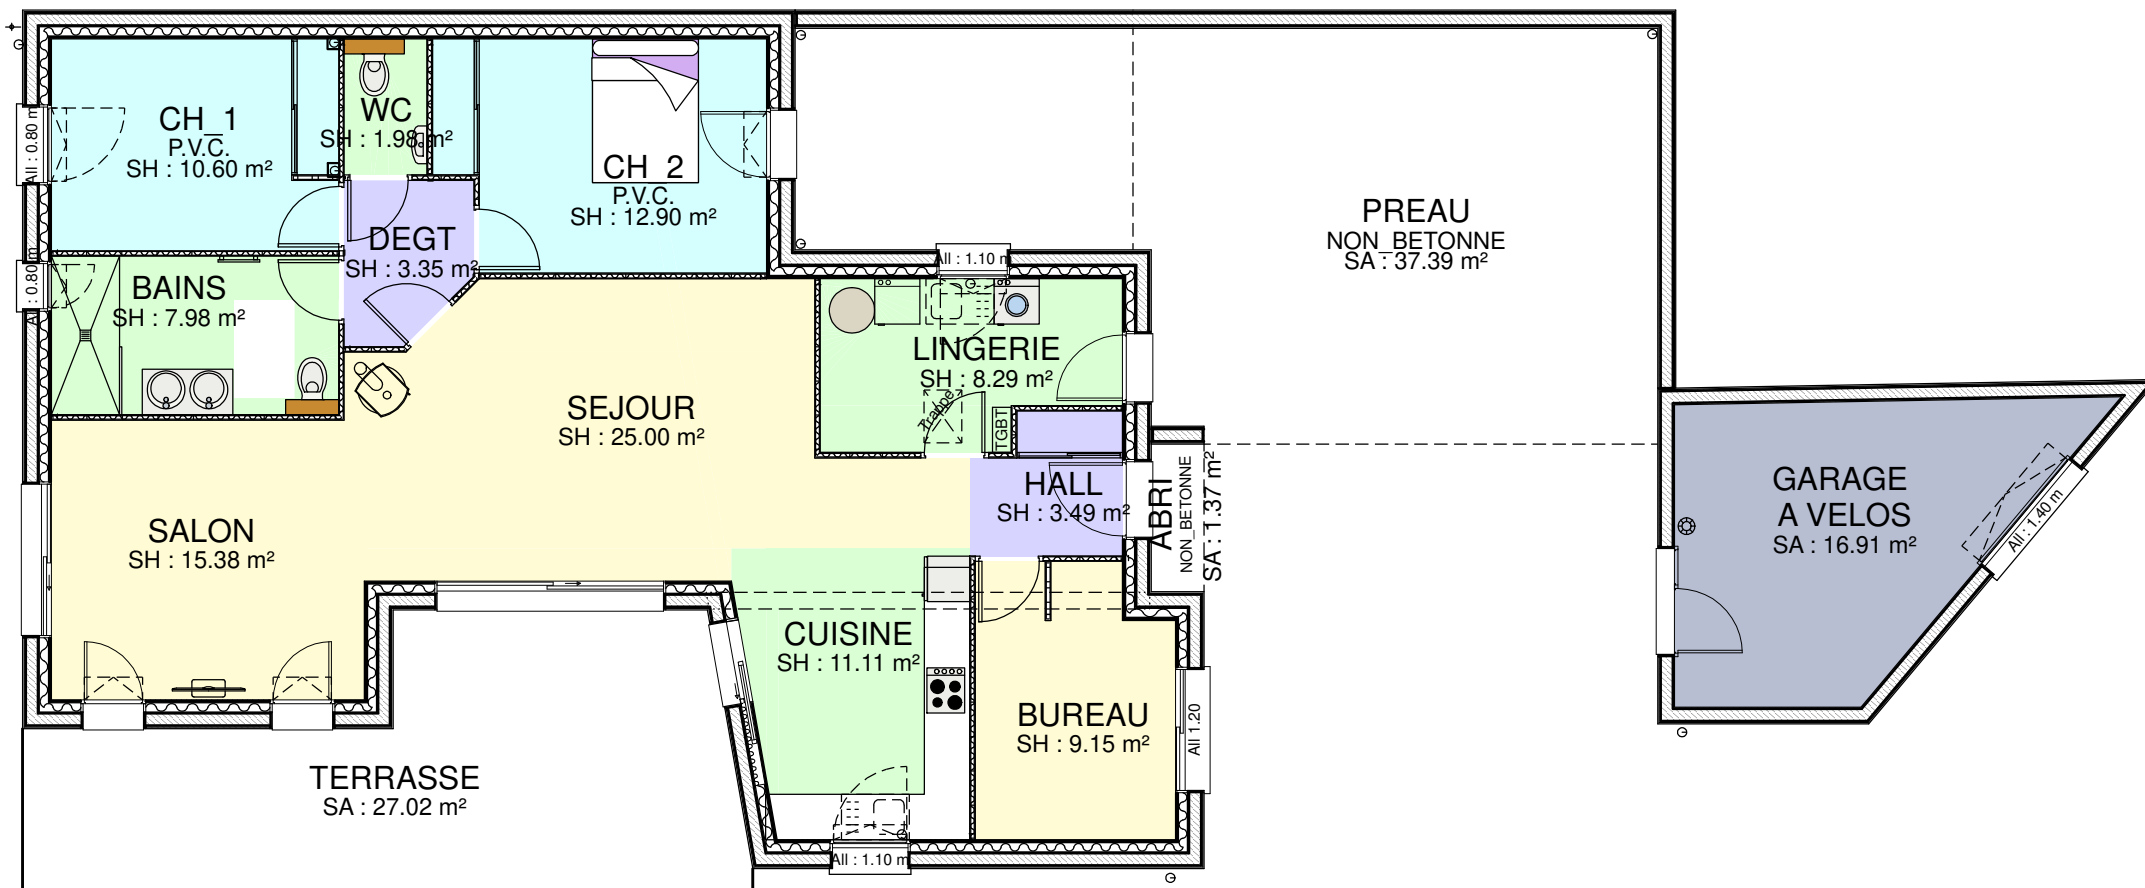 CH_1
P.V.C.
SH : 10.60 m²
WC
SH : 1.98 m²
CH_2
P.V.C.
SH : 12.90 m²
DEGT
SH : 3.35 m²
BAINS
SH : 7.98 m²
All : 0.80 m
All : 0.80 m
All : 1.10 m
PREAU
NON_BETONNE
SA : 37.39 m²
LINGERIE
SH : 8.29 m²
Trappe
TGBT
SEJOUR
SH : 25.00 m²
HALL
SH : 3.49 m²
ABRI
NON_BETONNE
SA : 1.37 m²
GARAGE
A VELOS
SA : 16.91 m²
All : 1.40 m
SALON
SH : 15.38 m²
CUISINE
SH : 11.11 m²
BUREAU
SH : 9.15 m²
All 1.20
TERRASSE
SA : 27.02 m²
All : 1.10 m